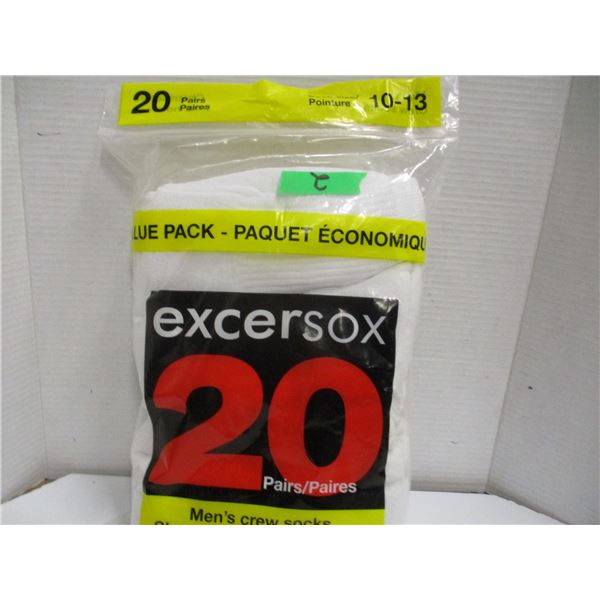 20 Pairs Paires
Pointure 10-13
LUE PACK - PAQUET ÉCONOMIQU
excersox
20
Pairs/Paires
Men's crew socks